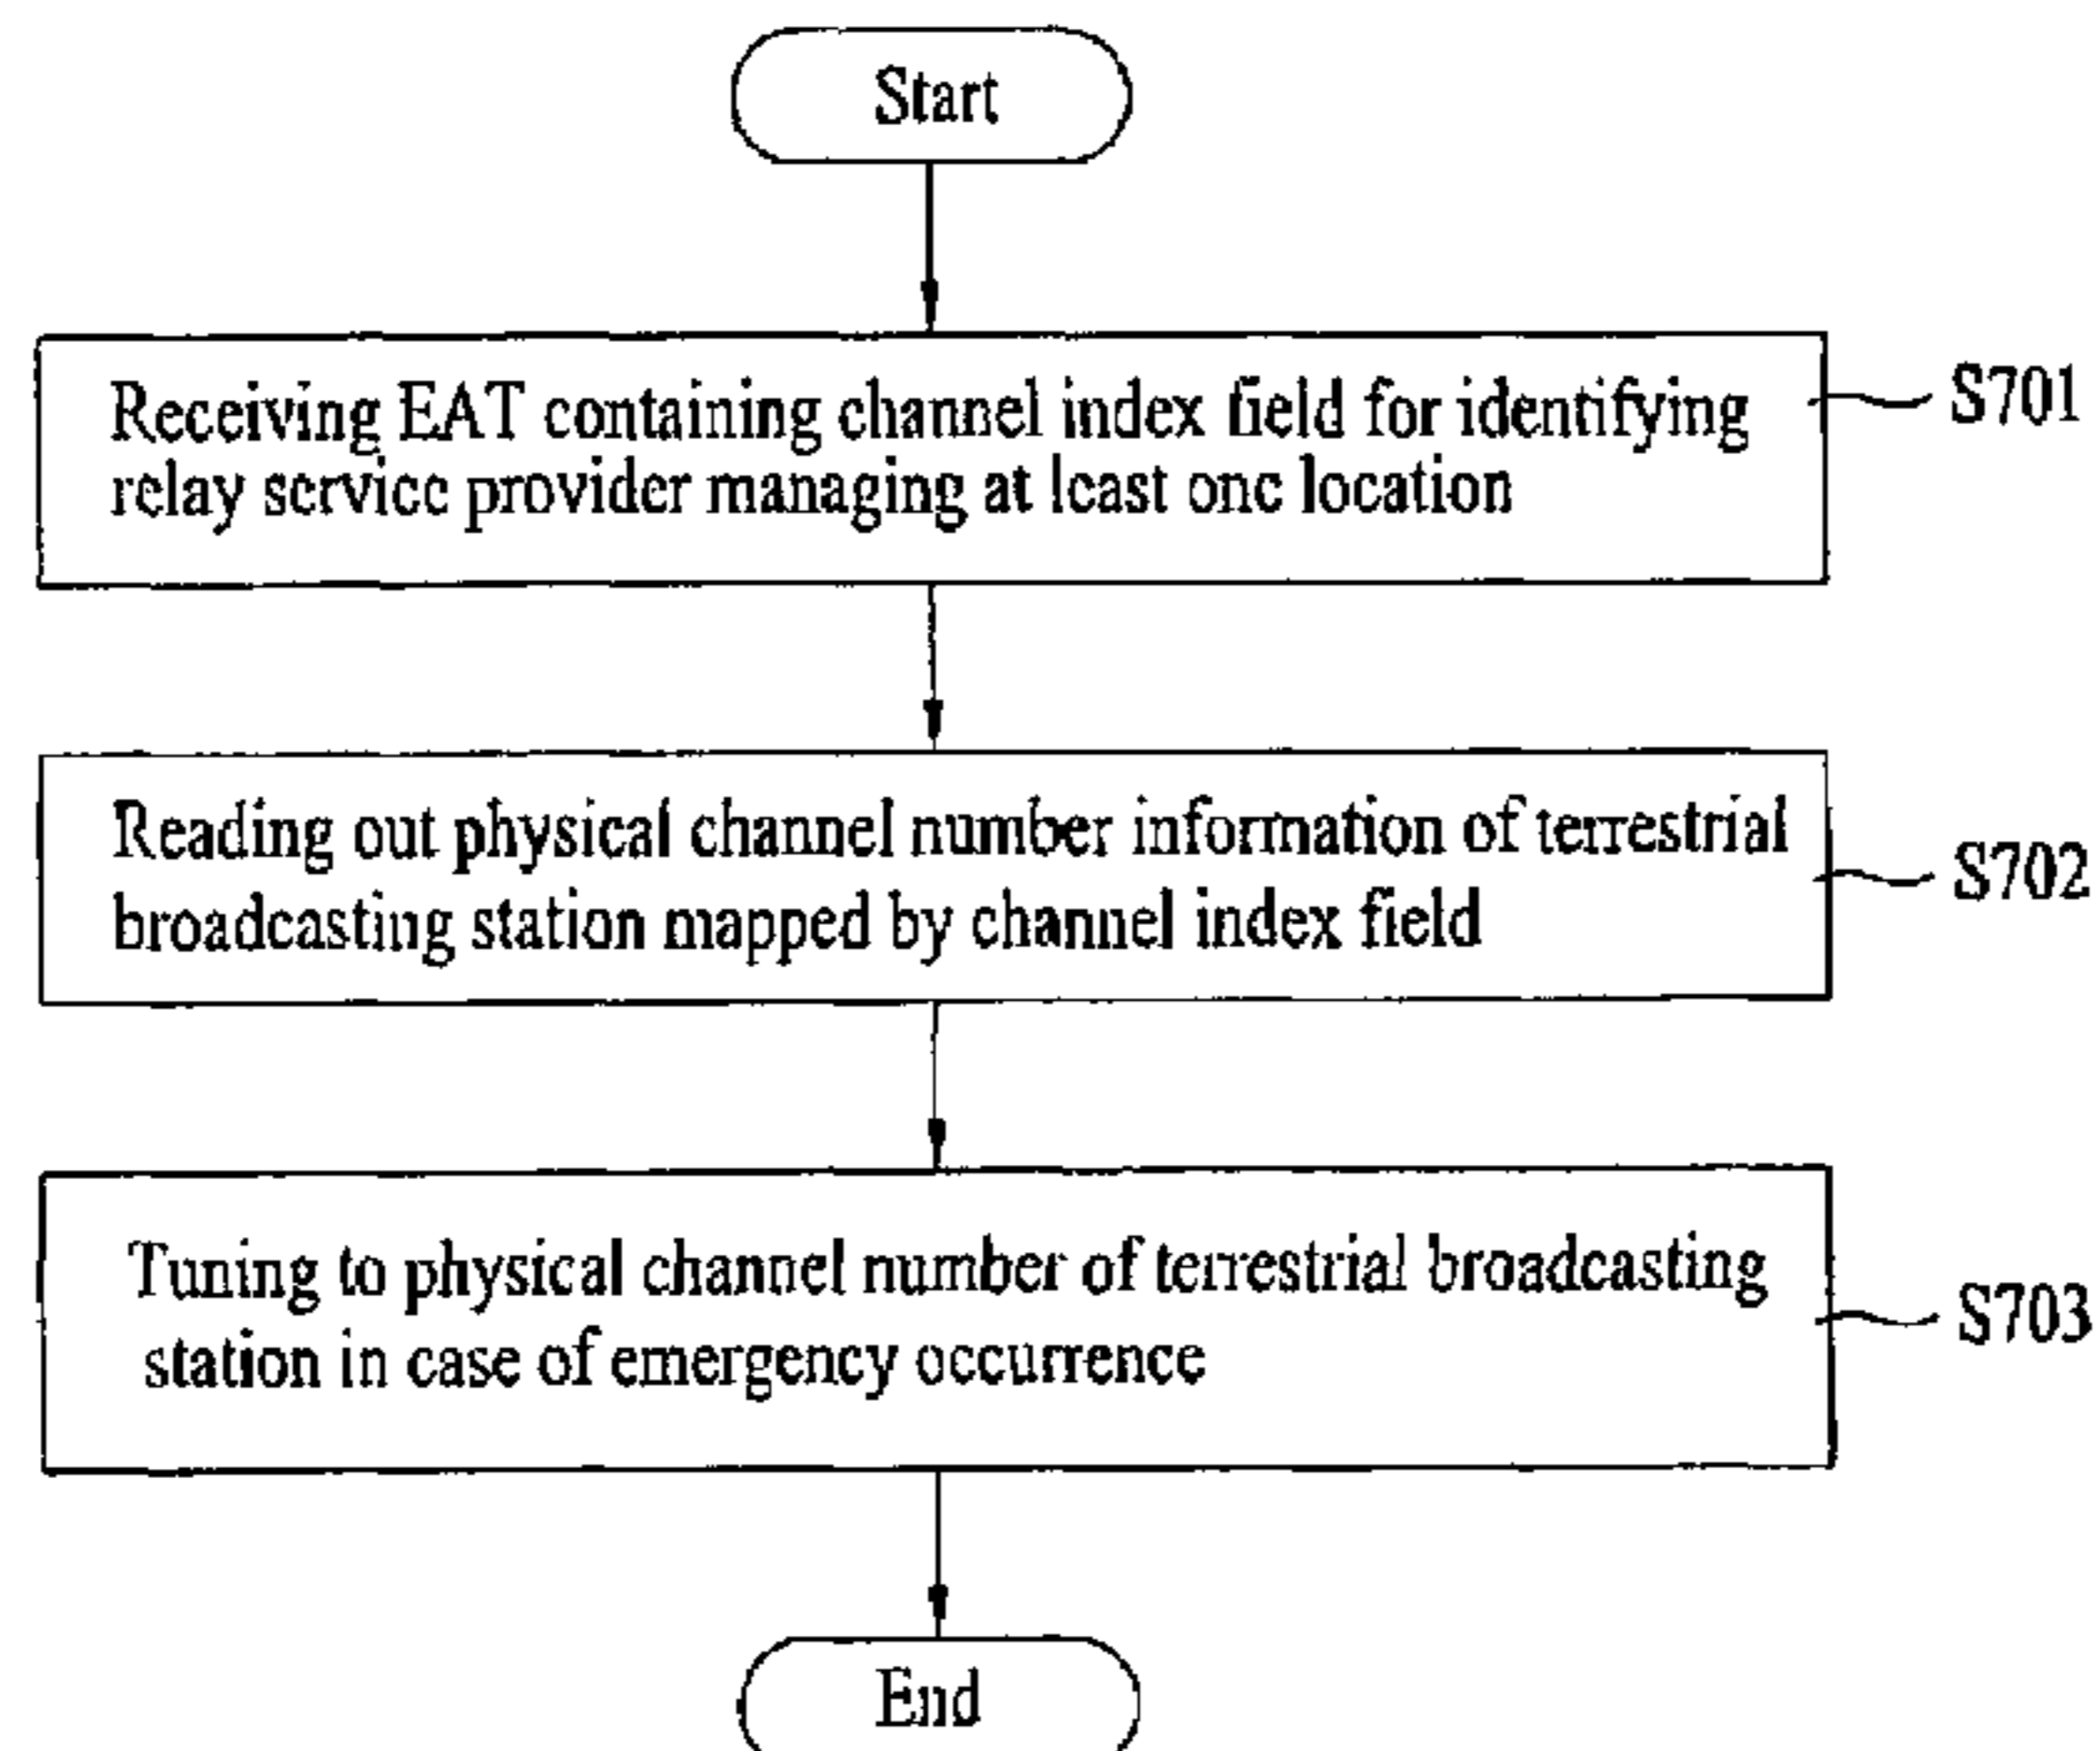 Start
Receiving EAT containing channel index field for identifying
relay service provider managing at least one location
S701
Reading out physical channel number information of terrestrial
broadcasting station mapped by channel index field
S702
Tuning to physical channel number of terrestrial broadcasting
station in case of emergency occurrence
S703
End